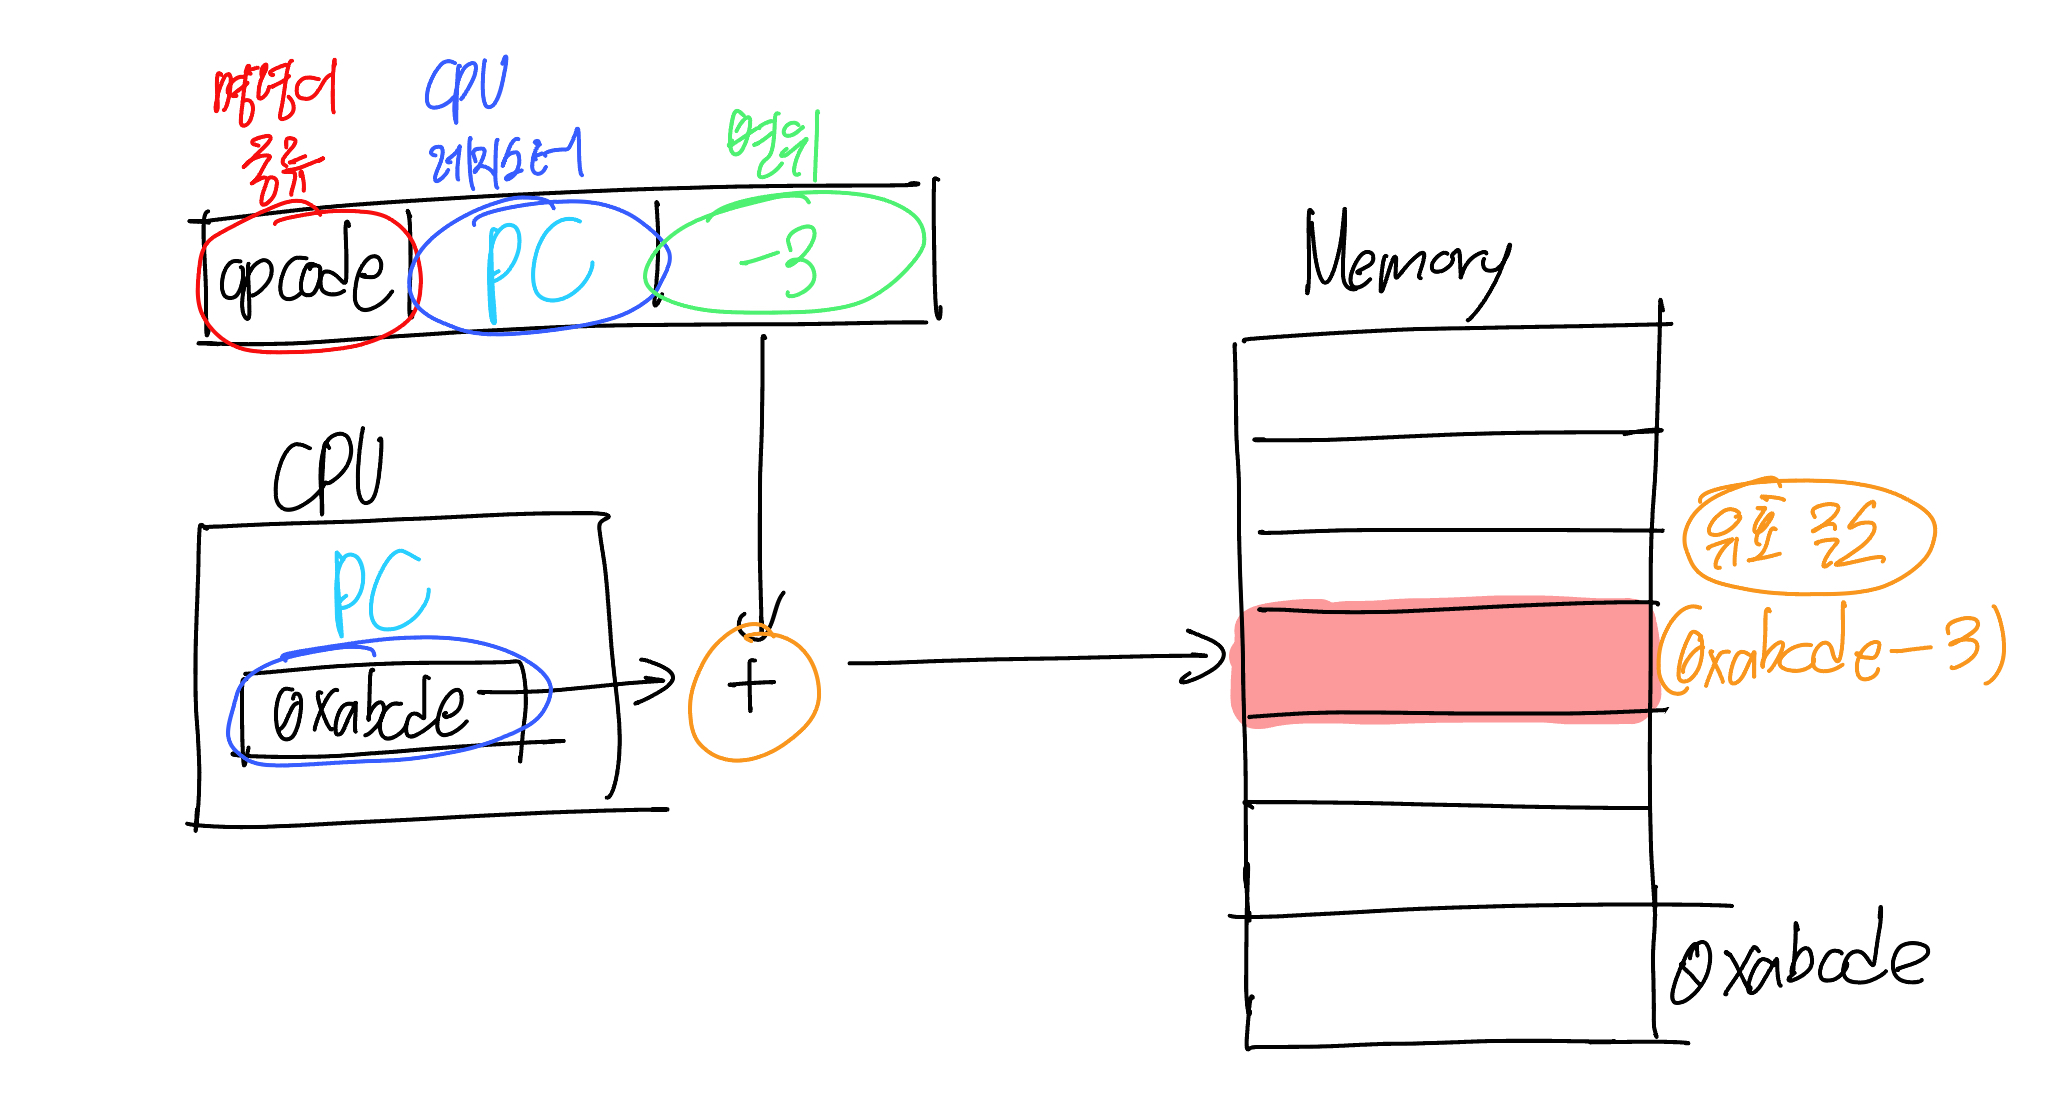 명령어
종류
CPU
레지스터
변위
opcode PC -3
Memory
CPU
PC
0xabcde
+
유효 주소
(0xabcde-3)
0xabcde